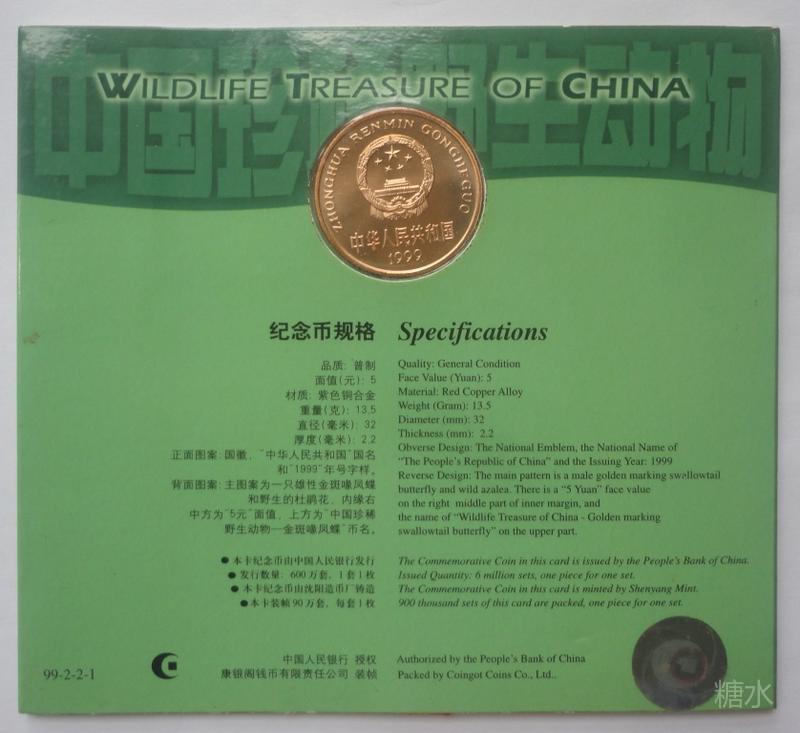 中国珍稀野生动物
WILDLIFE TREASURE OF CHINA
ZHONGHUA RENMIN GONGHEGUO
中华人民共和国
1999
纪念币规格 Specifications
品质: 普制
面值(元): 5
材质: 紫色铜合金
重量(克): 13.5
直径(毫米): 32
厚度(毫米): 2.2
正面图案: 国徽, "中华人民共和国"国名
和"1999"年号字样。
背面图案: 主图案为一只雄性金斑喙凤蝶
和野生的杜鹃花, 内缘右
中方为"5元"面值, 上方为"中国珍稀
野生动物—金斑喙凤蝶"币名。
Quality: General Condition
Face Value (Yuan): 5
Material: Red Copper Alloy
Weight (Gram): 13.5
Diameter (mm): 32
Thickness (mm): 2.2
Obverse Design: The National Emblem, the National Name of
"The People's Republic of China" and the Issuing Year: 1999
Reverse Design: The main pattern is a male golden marking swallowtail
butterfly and wild azalea. There is a "5 Yuan" face value
on the right middle part of inner margin, and
the name of "Wildlife Treasure of China - Golden marking
swallowtail butterfly" on the upper part.
● 本卡纪念币由中国人民银行发行
● 发行数量: 600万套, 1套1枚
● 本卡纪念币由沈阳造币厂铸造
● 本卡装帧90万套, 每套1枚
The Commemorative Coin in this card is issued by the People's Bank of China.
Issued Quantity: 6 million sets, one piece for one set.
The Commemorative Coin in this card is minted by Shenyang Mint.
900 thousand sets of this card are packed, one piece for one set.
99-2-2-1
中国人民银行 授权
康银阁钱币有限责任公司 装帧
Authorized by the People's Bank of China
Packed by Coingot Coins Co., Ltd..
糖水